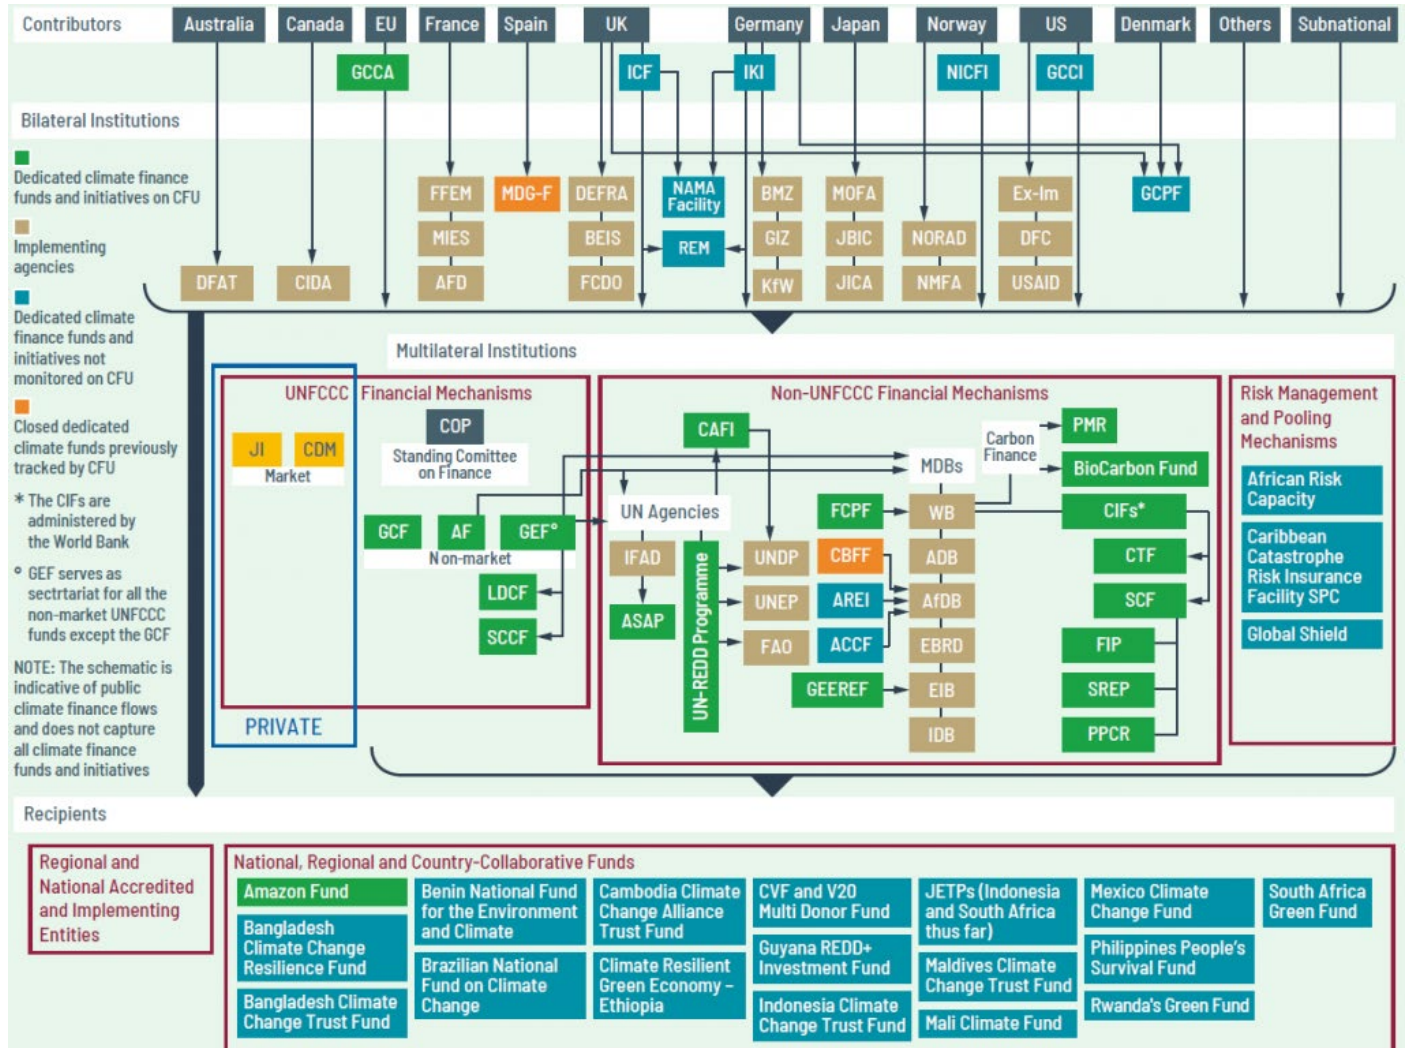 Contributors
Australia
Canada
EU
France
Spain
UK
Germany
Japan
Norway
US
Denmark
Others
Subnational
GCCA
ICF
IKI
NICFI
GCCI
Bilateral Institutions
Dedicated climate finance
funds and initiatives on CFU
Implementing
agencies
Dedicated climate
finance funds and
initiatives not
monitored on CFU
Closed dedicated
climate funds previously
tracked by CFU
* The CIFs are
administered by
the World Bank
° GEF serves as
sectrtariat for all the
non-market UNFCCC
funds except the GCF
NOTE: The schematic is
indicative of public
climate finance flows
and does not capture
all climate finance
funds and initiatives
FFEM
MDG-F
DEFRA
NAMA
Facility
BMZ
MOFA
Ex-Im
GCPF
MIES
BEIS
REM
GIZ
JBIC
NORAD
DFC
DFAT
CIDA
AFD
FCDO
KfW
JICA
NMFA
USAID
Multilateral Institutions
UNFCCC Financial Mechanisms
COP
Standing Comittee
on Finance
JI
CDM
Market
GCF
AF
GEF°
Non-market
LDCF
SCCF
PRIVATE
Non-UNFCCC Financial Mechanisms
CAFI
UN Agencies
IFAD
ASAP
UN-REDD Programme
UNDP
UNEP
FAO
FCPF
CBFF
AREI
ACCF
GEEREF
MDBs
WB
ADB
AfDB
EBRD
EIB
IDB
Carbon
Finance
PMR
BioCarbon Fund
CIFs*
CTF
SCF
FIP
SREP
PPCR
Risk Management
and Pooling
Mechanisms
African Risk
Capacity
Caribbean
Catastrophe
Risk Insurance
Facility SPC
Global Shield
Recipients
Regional and
National Accredited
and Implementing
Entities
National, Regional and Country-Collaborative Funds
Amazon Fund
Bangladesh
Climate Change
Resilience Fund
Bangladesh Climate
Change Trust Fund
Benin National Fund
for the Environment
and Climate
Brazilian National
Fund on Climate
Change
Cambodia Climate
Change Alliance
Trust Fund
Climate Resilient
Green Economy –
Ethiopia
CVF and V20
Multi Donor Fund
Guyana REDD+
Investment Fund
Indonesia Climate
Change Trust Fund
JETPs (Indonesia
and South Africa
thus far)
Maldives Climate
Change Trust Fund
Mali Climate Fund
Mexico Climate
Change Fund
Philippines People's
Survival Fund
Rwanda's Green Fund
South Africa
Green Fund